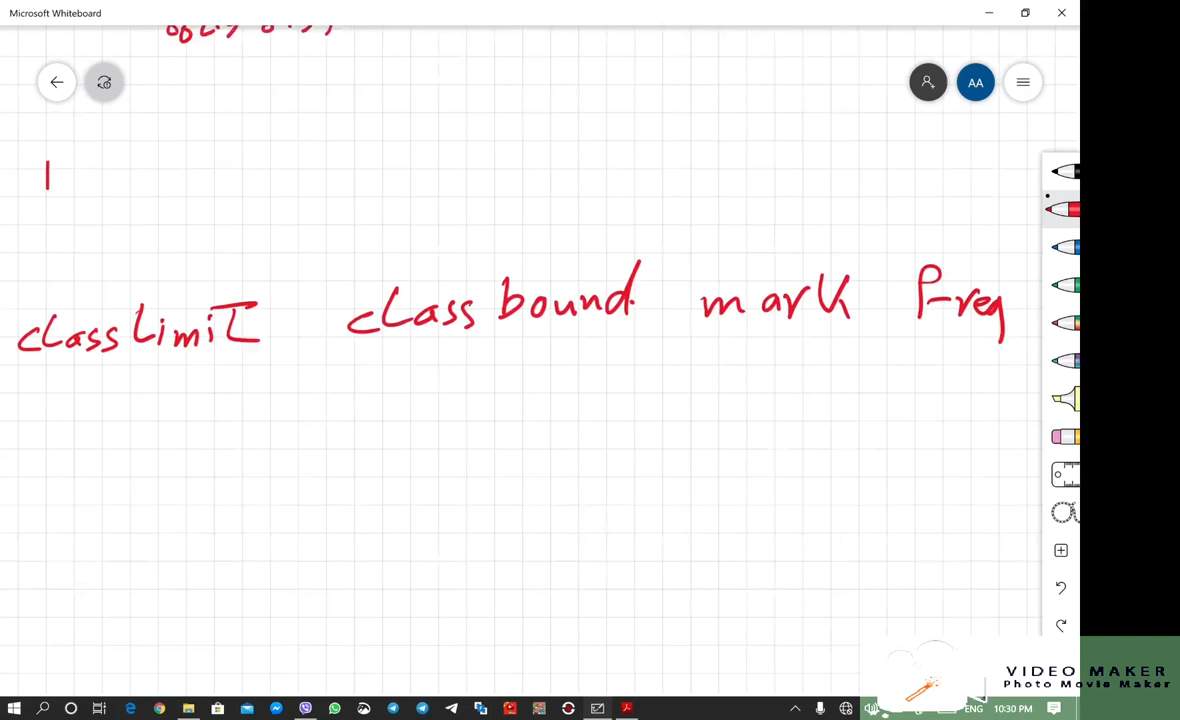 Microsoft Whiteboard
AA
|
class Limit class bound. mark Freq
VIDEO MAKER
Photo Movie Maker
ENG 10:30 PM